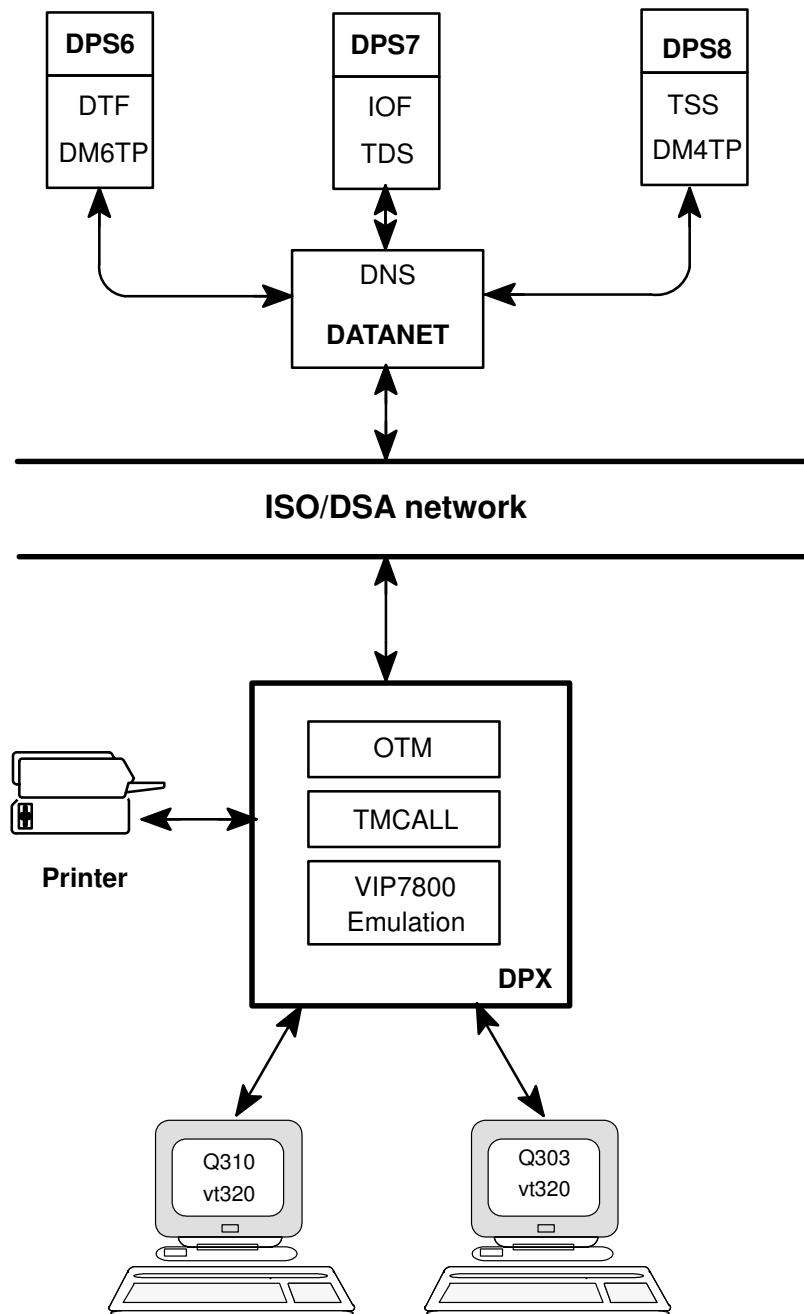 DPS6
DTF
DM6TP
DPS7
IOF
TDS
DPS8
TSS
DM4TP
DNS
DATANET
ISO/DSA network
OTM
TMCALL
VIP7800
Emulation
DPX
Printer
Q310
vt320
Q303
vt320